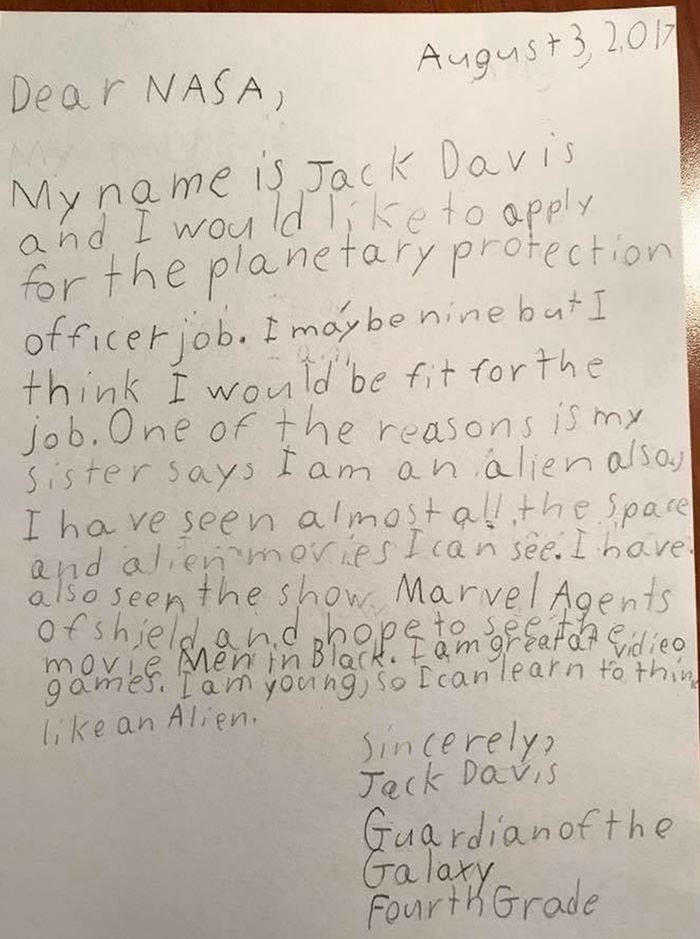 August 3, 2017
Dear NASA,
My name is Jack Davis
and I would like to apply
for the planetary protection
officer job. I may be nine but I
think I would be fit for the
job. One of the reasons is my
sister says I am an alien also,
I have seen almost all the space
and alien movies I can see. I have
also seen the show Marvel Agents
of shield and hope to see the
movie Men in Black. I am great at vidieo
games. I am young, so I can learn to thin
like an Alien.
Sincerely,
Jack Davis
Guardian of the
Galaxy
Fourth Grade